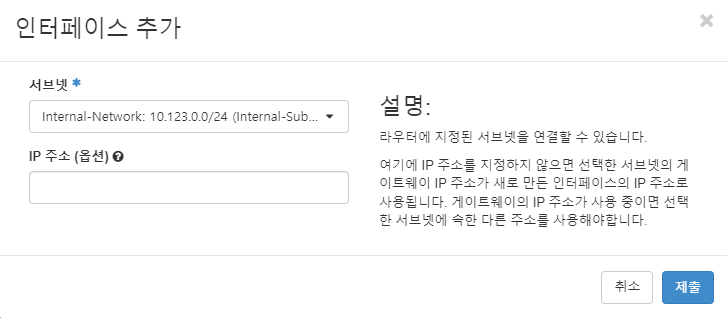 인터페이스 추가
서브넷 *
Internal-Network: 10.123.0.0/24 (Internal-Sub...
IP 주소 (옵션)
설명:
라우터에 지정된 서브넷을 연결할 수 있습니다.
여기에 IP 주소를 지정하지 않으면 선택한 서브넷의 게
이트웨이 IP 주소가 새로 만든 인터페이스의 IP 주소로
사용됩니다. 게이트웨이의 IP 주소가 사용 중이면 선택
한 서브넷에 속한 다른 주소를 사용해야합니다.
취소
제출